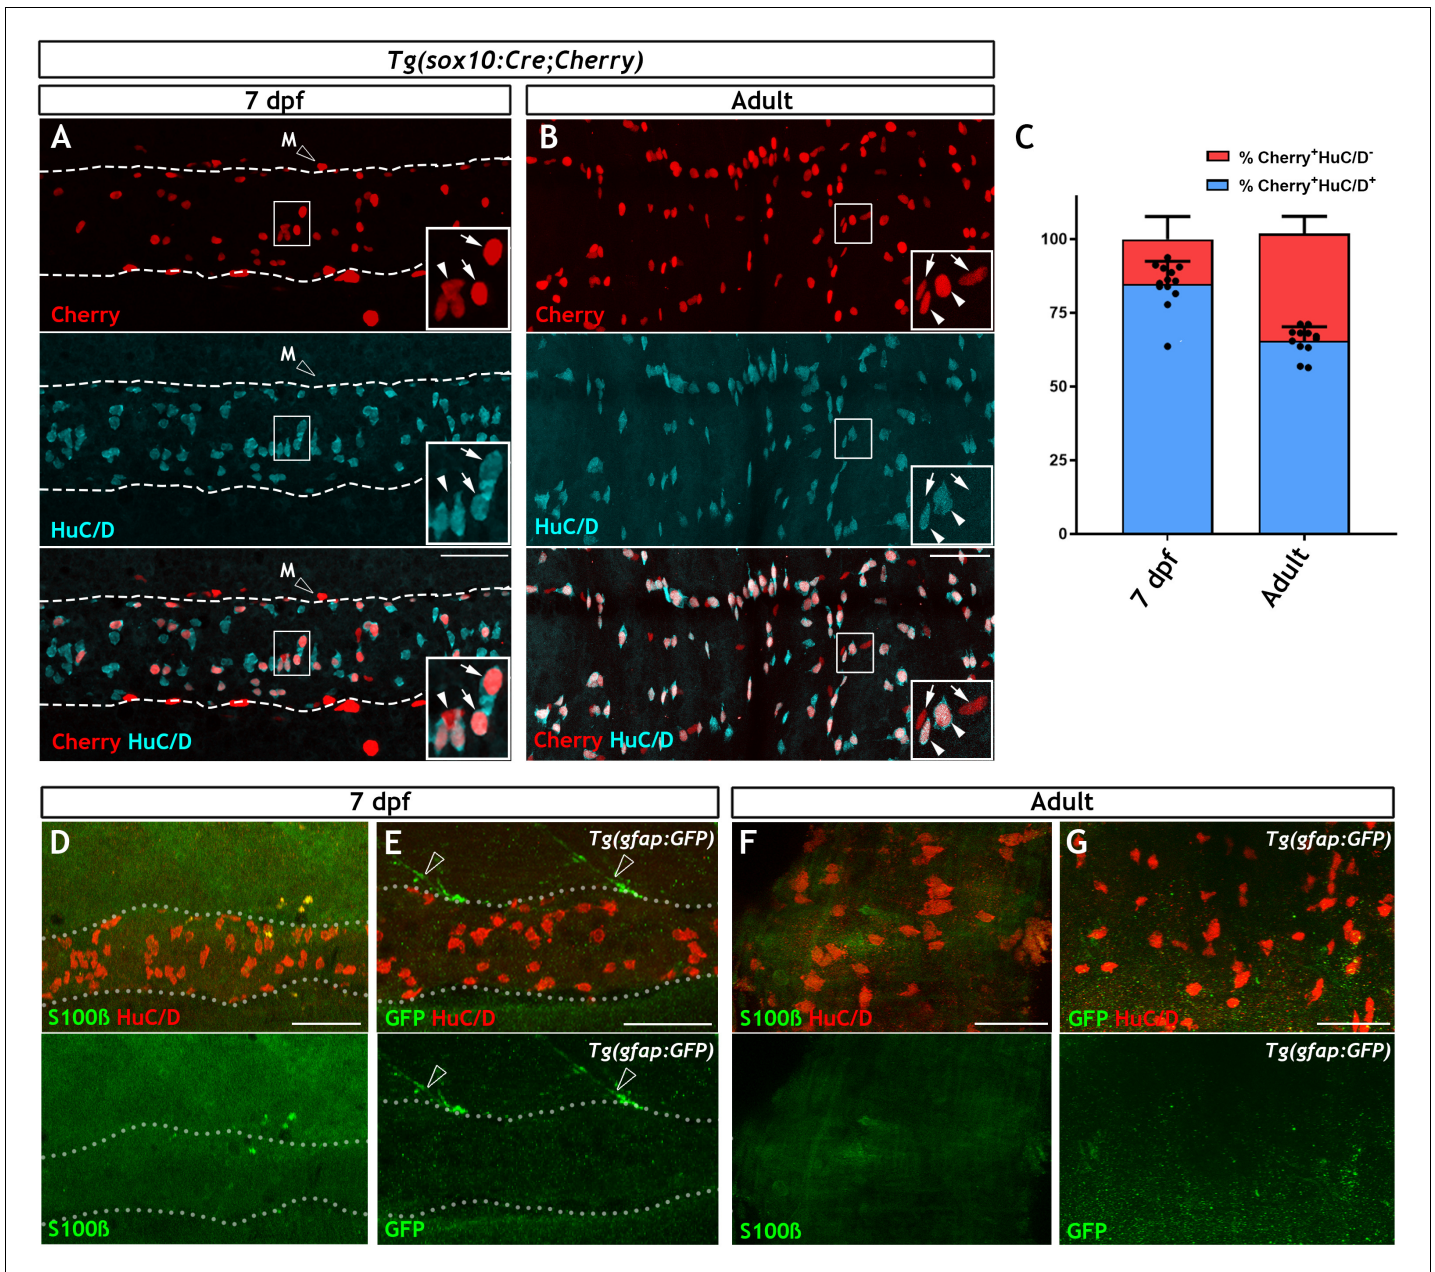 Tg(sox10:Cre;Cherry)
7 dpf
Adult
A
M
Cherry
B
Cherry
C
% Cherry⁺HuC/D⁻
% Cherry⁺HuC/D⁺
100
75
50
25
0
7 dpf
Adult
M
HuC/D
HuC/D
M
Cherry HuC/D
Cherry HuC/D
7 dpf
Adult
D
S100ß HuC/D
E
Tg(gfap:GFP)
GFP HuC/D
F
S100ß HuC/D
G
Tg(gfap:GFP)
GFP HuC/D
S100ß
Tg(gfap:GFP)
GFP
S100ß
Tg(gfap:GFP)
GFP